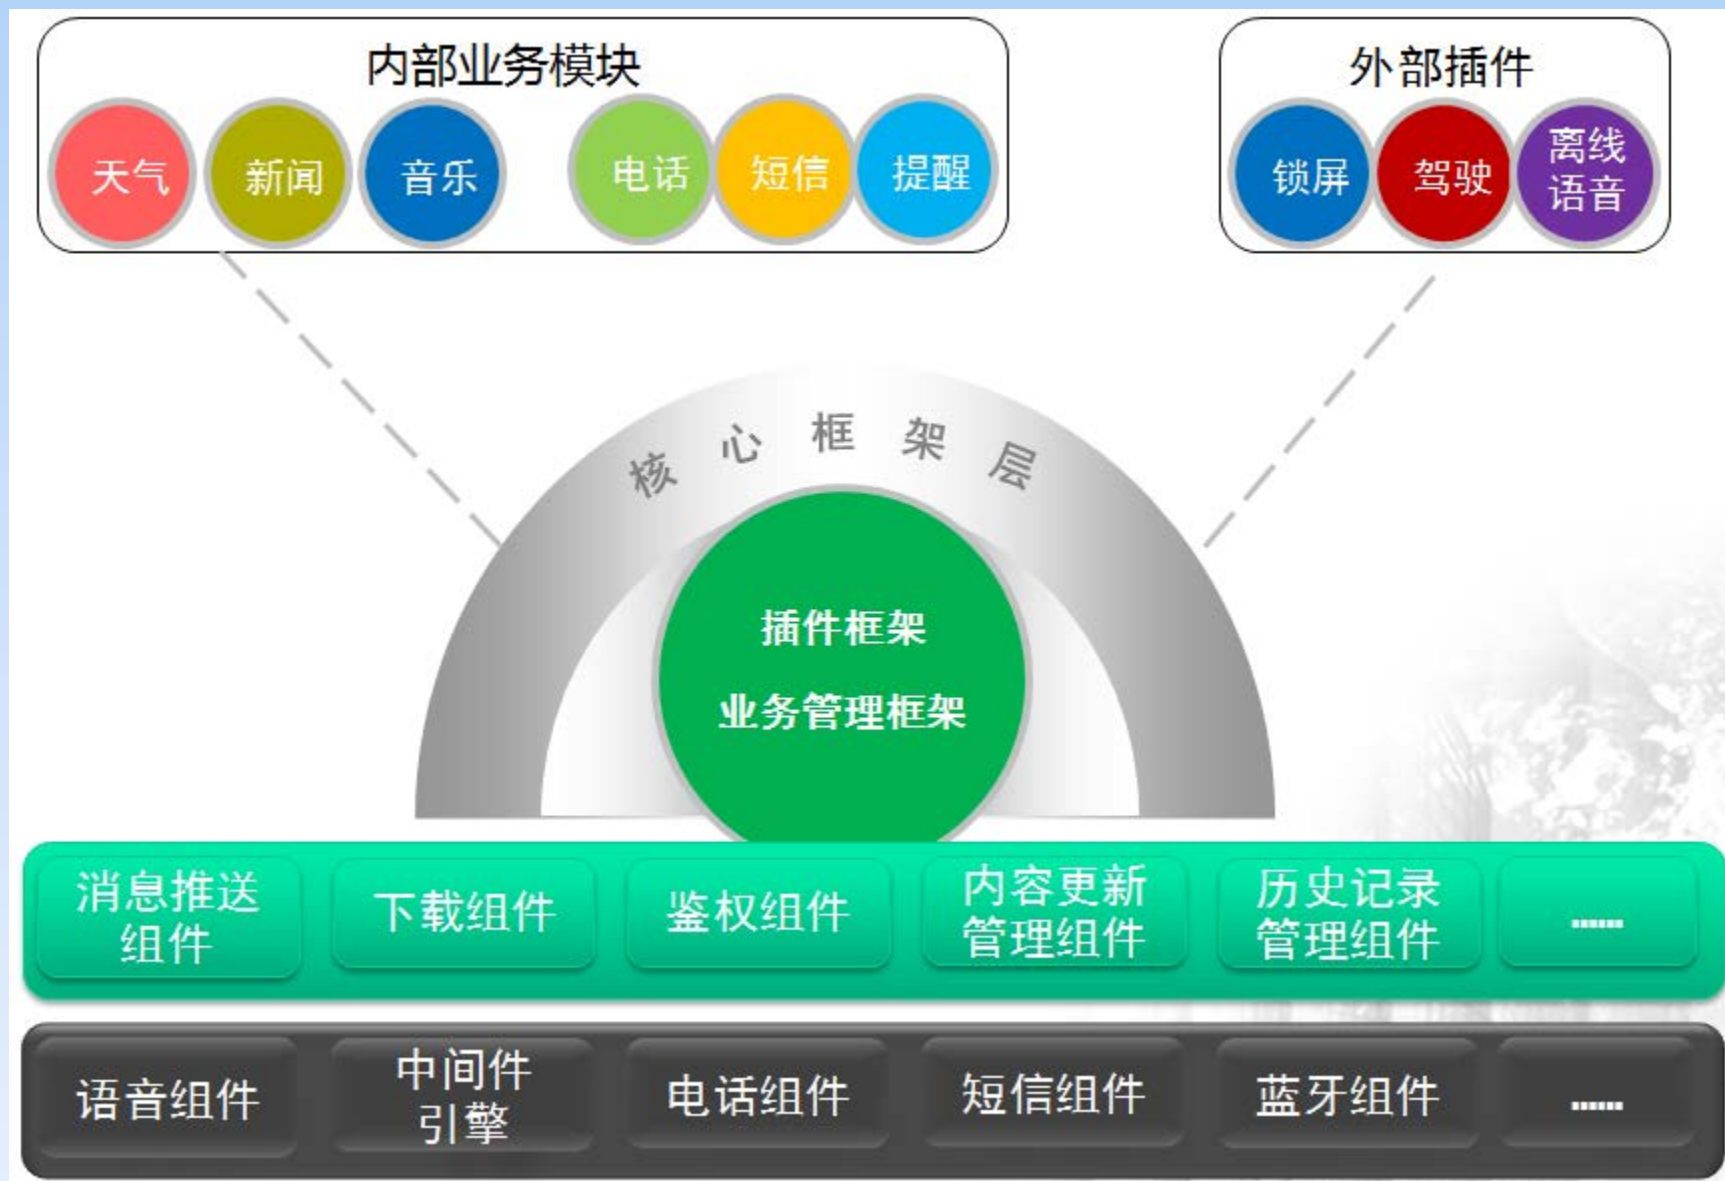 内部业务模块
天气 新闻 音乐 电话 短信 提醒
外部插件
锁屏 驾驶 离线
语音
核心框架层
插件框架
业务管理框架
消息推送
组件
下载组件
鉴权组件
内容更新
管理组件
历史记录
管理组件
......
语音组件
中间件
引擎
电话组件
短信组件
蓝牙组件
......